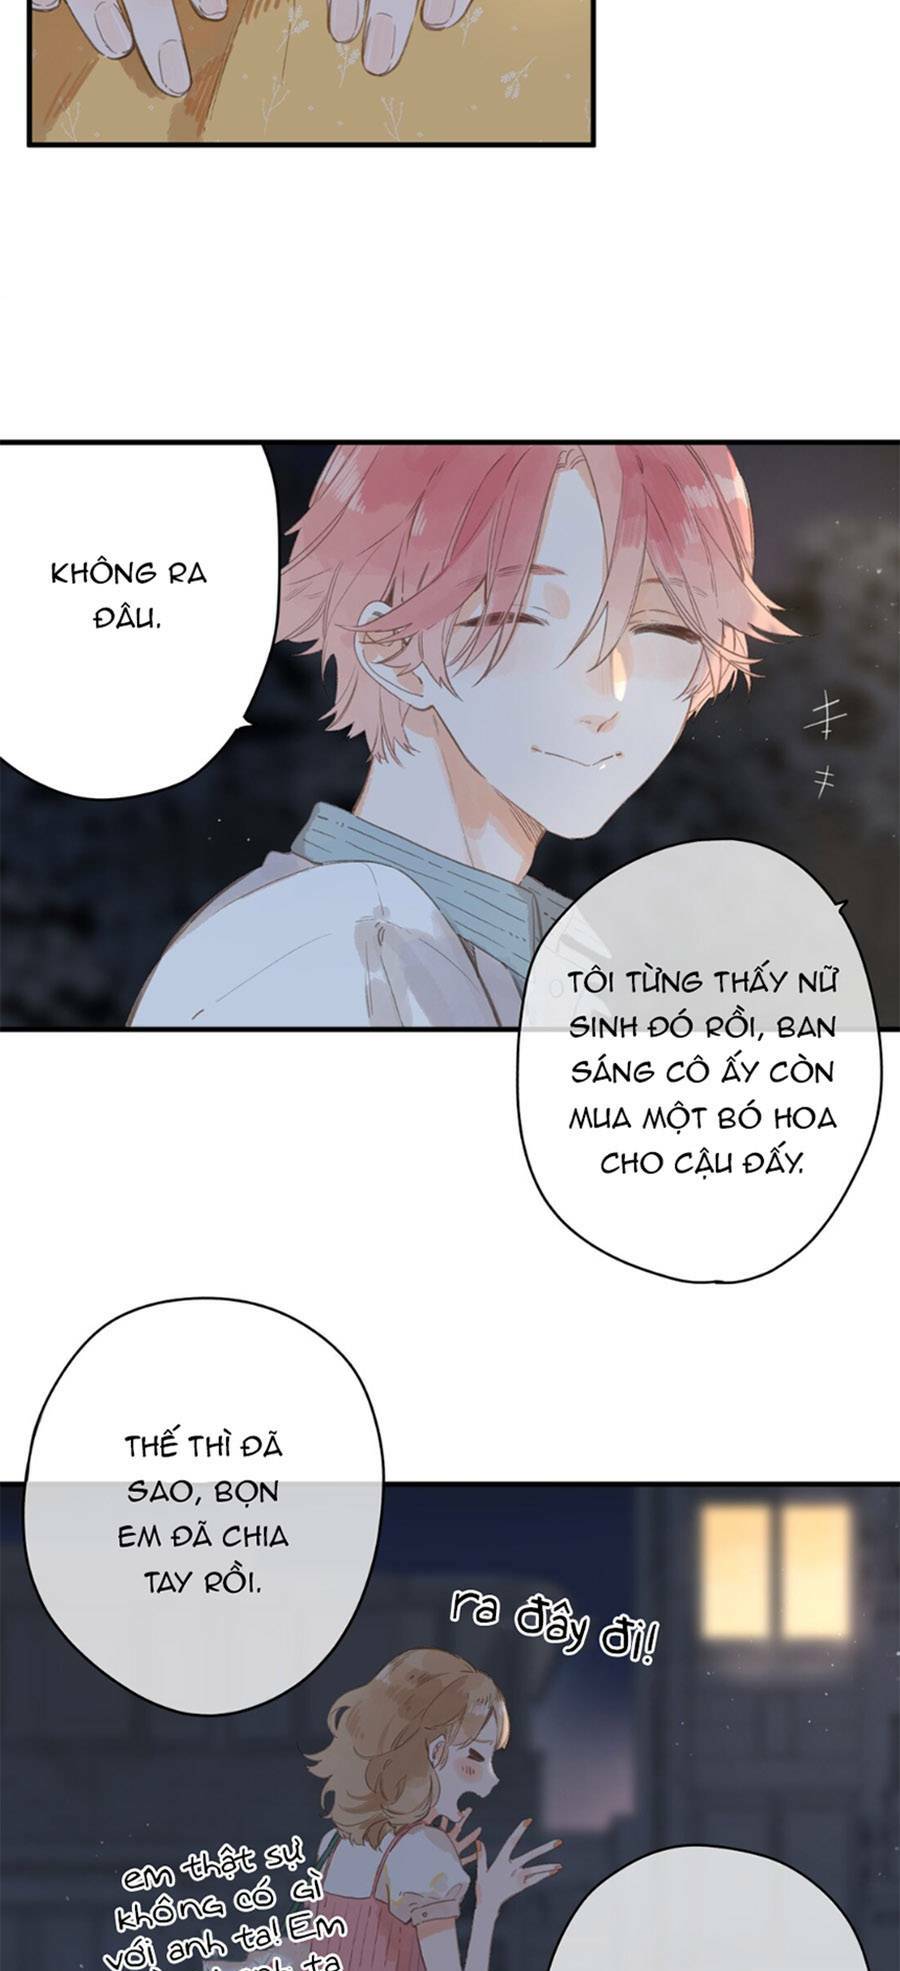 KHÔNG RA
ĐÂU.
TÔI TỪNG THẤY NỮ
SINH ĐÓ RỒI, BAN
SÁNG CÔ ẤY CÒN
MUA MỘT BÓ HOA
CHO CẬU ĐẤY.
THẾ THÌ ĐÃ
SAO, BỌN
EM ĐÃ CHIA
TAY RỒI.
ra đây đi!
em thật sự
không có gì
với anh ta! Em
anh ta